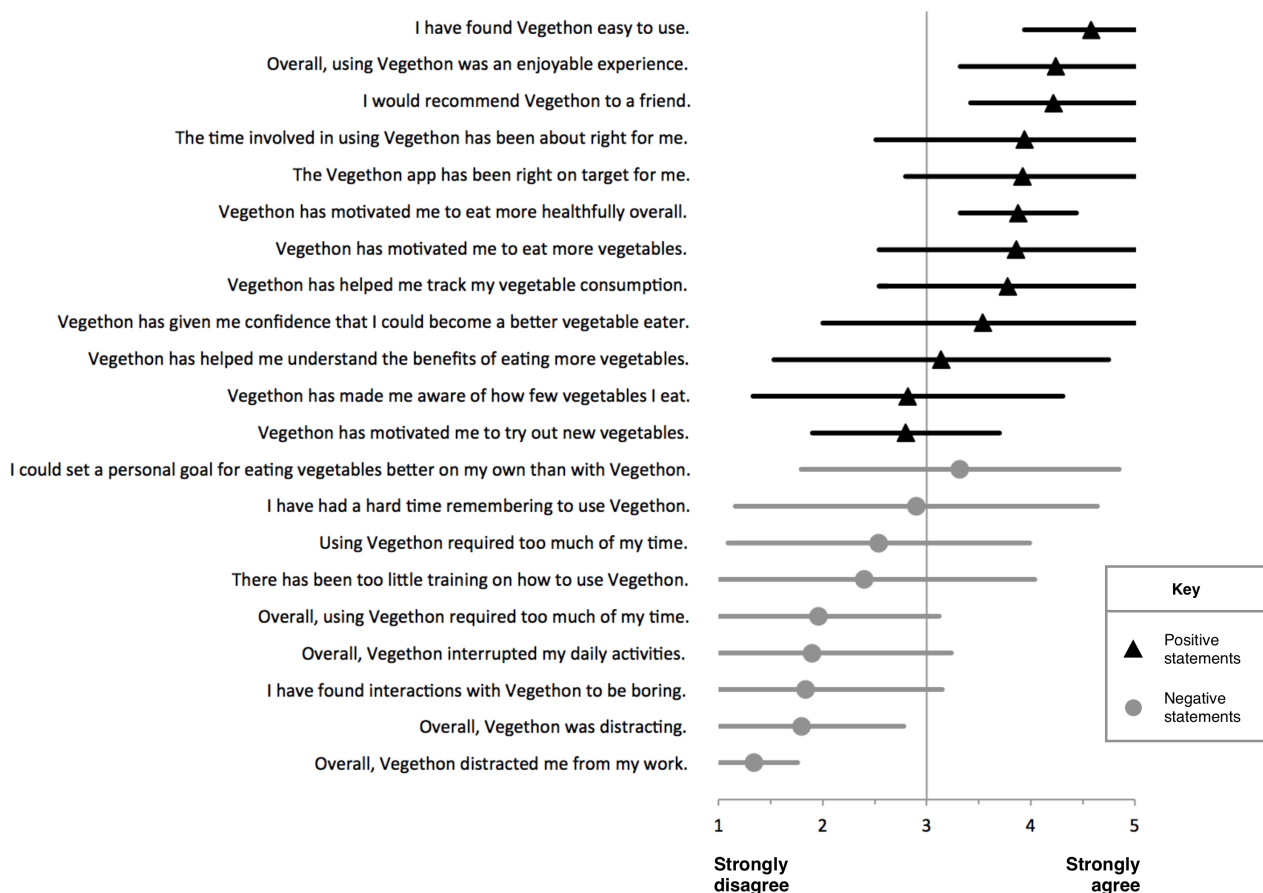 I have found Vegethon easy to use.
Overall, using Vegethon was an enjoyable experience.
I would recommend Vegethon to a friend.
The time involved in using Vegethon has been about right for me.
The Vegethon app has been right on target for me.
Vegethon has motivated me to eat more healthfully overall.
Vegethon has motivated me to eat more vegetables.
Vegethon has helped me track my vegetable consumption.
Vegethon has given me confidence that I could become a better vegetable eater.
Vegethon has helped me understand the benefits of eating more vegetables.
Vegethon has made me aware of how few vegetables I eat.
Vegethon has motivated me to try out new vegetables.
I could set a personal goal for eating vegetables better on my own than with Vegethon.
I have had a hard time remembering to use Vegethon.
Using Vegethon required too much of my time.
There has been too little training on how to use Vegethon.
Overall, using Vegethon required too much of my time.
Overall, Vegethon interrupted my daily activities.
I have found interactions with Vegethon to be boring.
Overall, Vegethon was distracting.
Overall, Vegethon distracted me from my work.
1 2 3 4 5
Strongly
disagree
Strongly
agree
Key
Positive
statements
Negative
statements